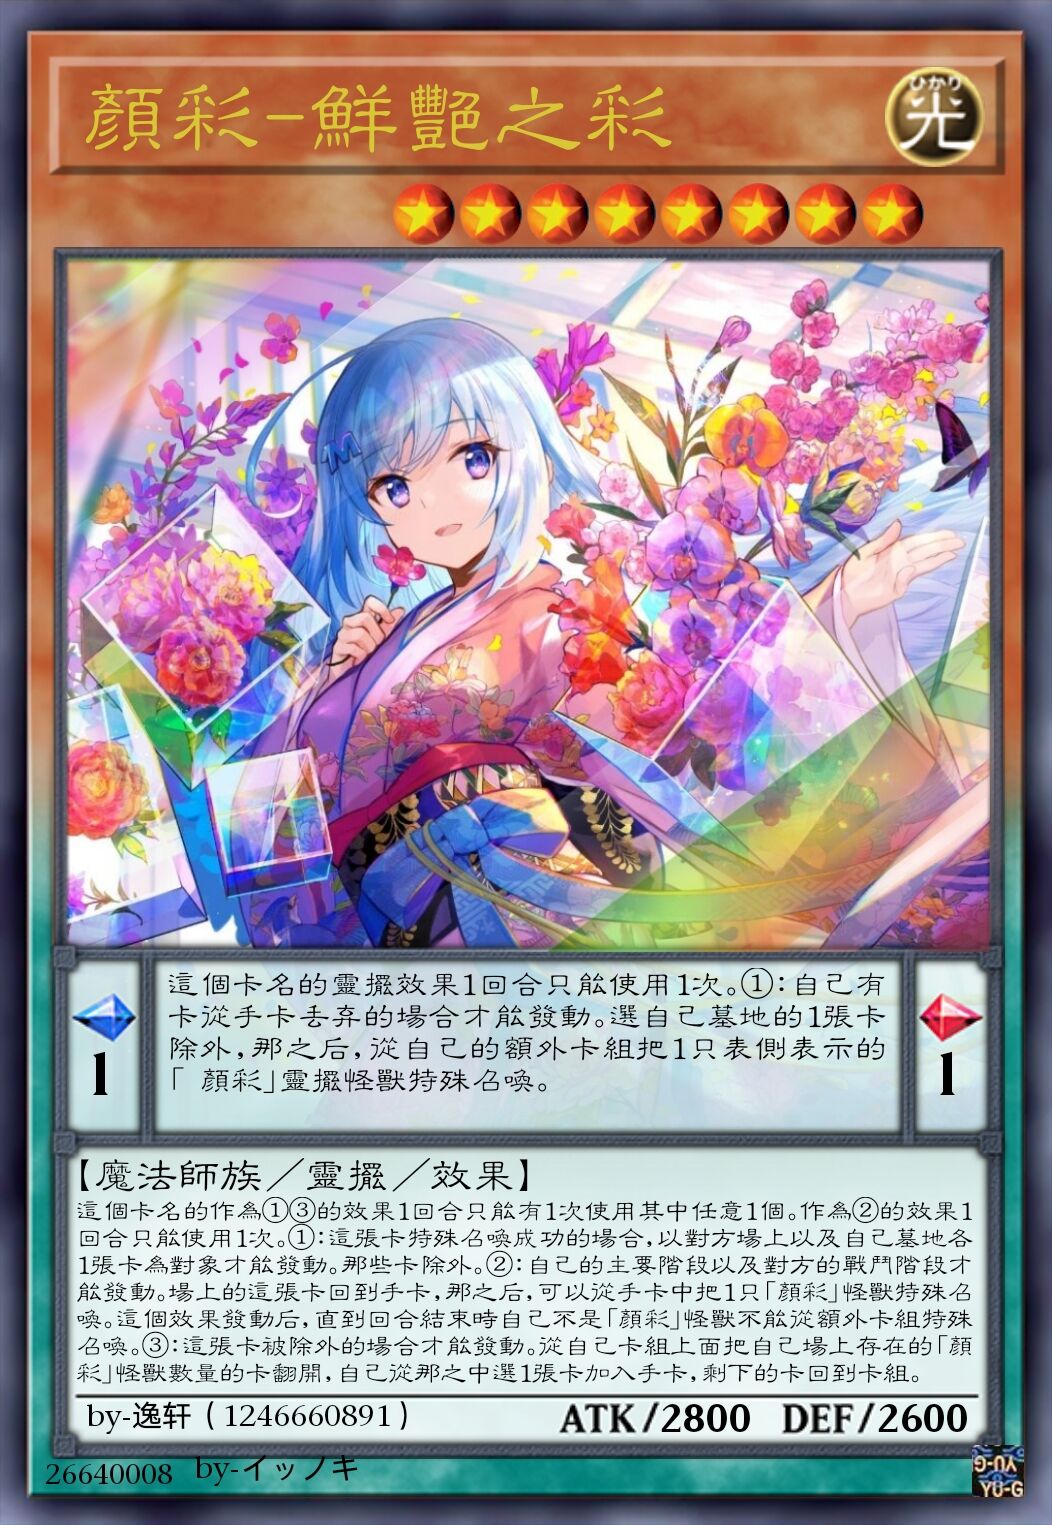 顏彩-鮮艷之彩
ひかり
光
這個卡名的靈擺效果1回合只能使用1次。①:自己有
卡從手卡丟弃的場合才能發動。選自己墓地的1張卡
除外,那之后,從自己的額外卡組把1只表側表示的
「 顏彩」靈擺怪獸特殊召喚。
1
1
【魔法師族／靈擺／效果】
這個卡名的作為①③的效果1回合只能有1次使用其中任意1個。作為②的效果1
回合只能使用1次。①:這張卡特殊召喚成功的場合,以對方場上以及自己墓地各
1張卡為對象才能發動。那些卡除外。②:自己的主要階段以及對方的戰鬥階段才
能發動。場上的這張卡回到手卡,那之后,可以從手卡中把1只「顏彩」怪獸特殊召
喚。這個效果發動后,直到回合結束時自己不是「顏彩」怪獸不能從額外卡組特殊
召喚。③:這張卡被除外的場合才能發動。從自己卡組上面把自己場上存在的「顏
彩」怪獸數量的卡翻開,自己從那之中選1張卡加入手卡,剩下的卡回到卡組。
by-逸轩（1246660891） ATK/2800 DEF/2600
26640008 by-イッノキ
YU-G
YU-G